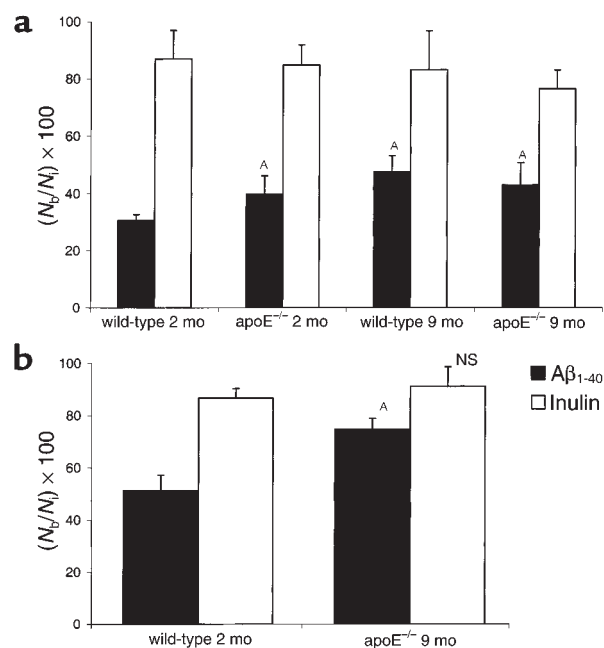 a
(Nb/Ni) × 100
100
80
60
40
20
0
A
A
A
wild-type 2 mo
apoE−/− 2 mo
wild-type 9 mo
apoE−/− 9 mo
b
(Nb/Ni) × 100
100
80
60
40
20
0
A
NS
wild-type 2 mo
apoE−/− 9 mo
Aβ1-40
Inulin